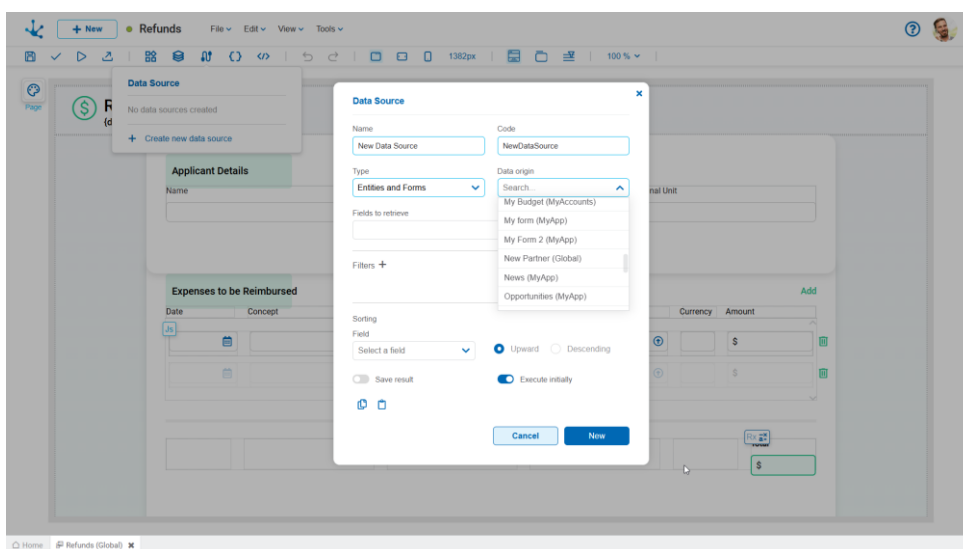 + New
Refunds
File
Edit
View
Tools
1382px
100 %
Page
Data Source
No data sources created
+ Create new data source
R
{d
Applicant Details
Name
nal Unit
Expenses to be Reimbursed
Add
Date
Concept
Currency
Amount
Js
$
$
Rx
Total
$
Data Source
Name
New Data Source
Code
NewDataSource
Type
Entities and Forms
Data origin
Search...
My Budget (MyAccounts)
My form (MyApp)
My Form 2 (MyApp)
New Partner (Global)
News (MyApp)
Opportunities (MyApp)
Fields to retrieve
Filters +
Sorting
Field
Select a field
Upward
Descending
Save result
Execute initially
Cancel
New
Home
Refunds (Global)